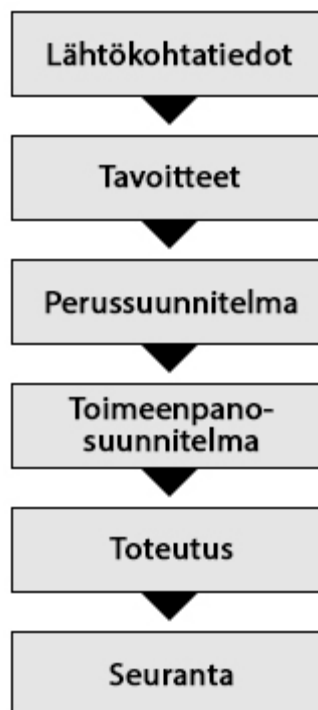 Lähtökohtatiedot
Tavoitteet
Perussuunnitelma
Toimeenpano-
suunnitelma
Toteutus
Seuranta